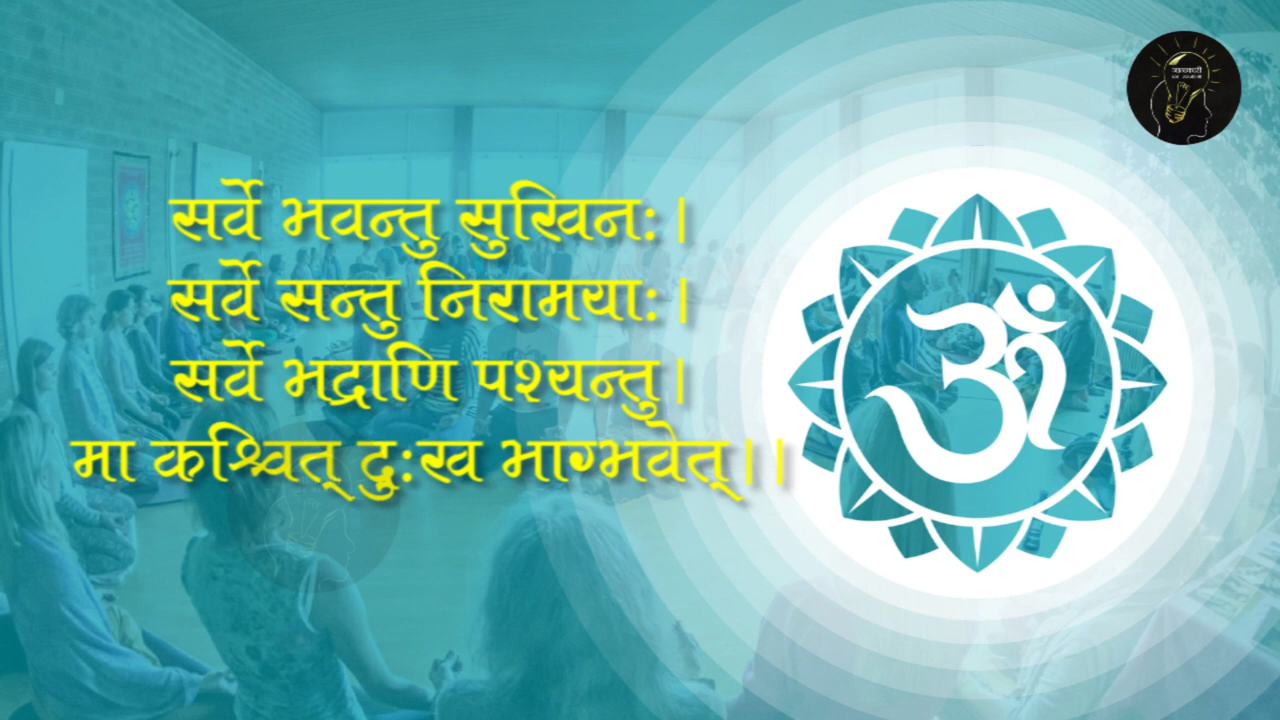 सर्वे भवन्तु सुखिनः।
सर्वे सन्तु निरामयाः।
सर्वे भद्राणि पश्यन्तु।
मा कश्चित् दुःख भाग्भवेत्।।
ॐ